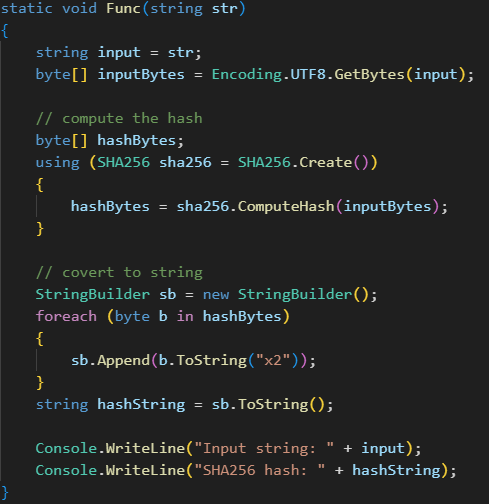 static void Func(string str)
{
    string input = str;
    byte[] inputBytes = Encoding.UTF8.GetBytes(input);

    // compute the hash
    byte[] hashBytes;
    using (SHA256 sha256 = SHA256.Create())
    {
        hashBytes = sha256.ComputeHash(inputBytes);
    }

    // covert to string
    StringBuilder sb = new StringBuilder();
    foreach (byte b in hashBytes)
    {
        sb.Append(b.ToString("x2"));
    }
    string hashString = sb.ToString();

    Console.WriteLine("Input string: " + input);
    Console.WriteLine("SHA256 hash: " + hashString);
}